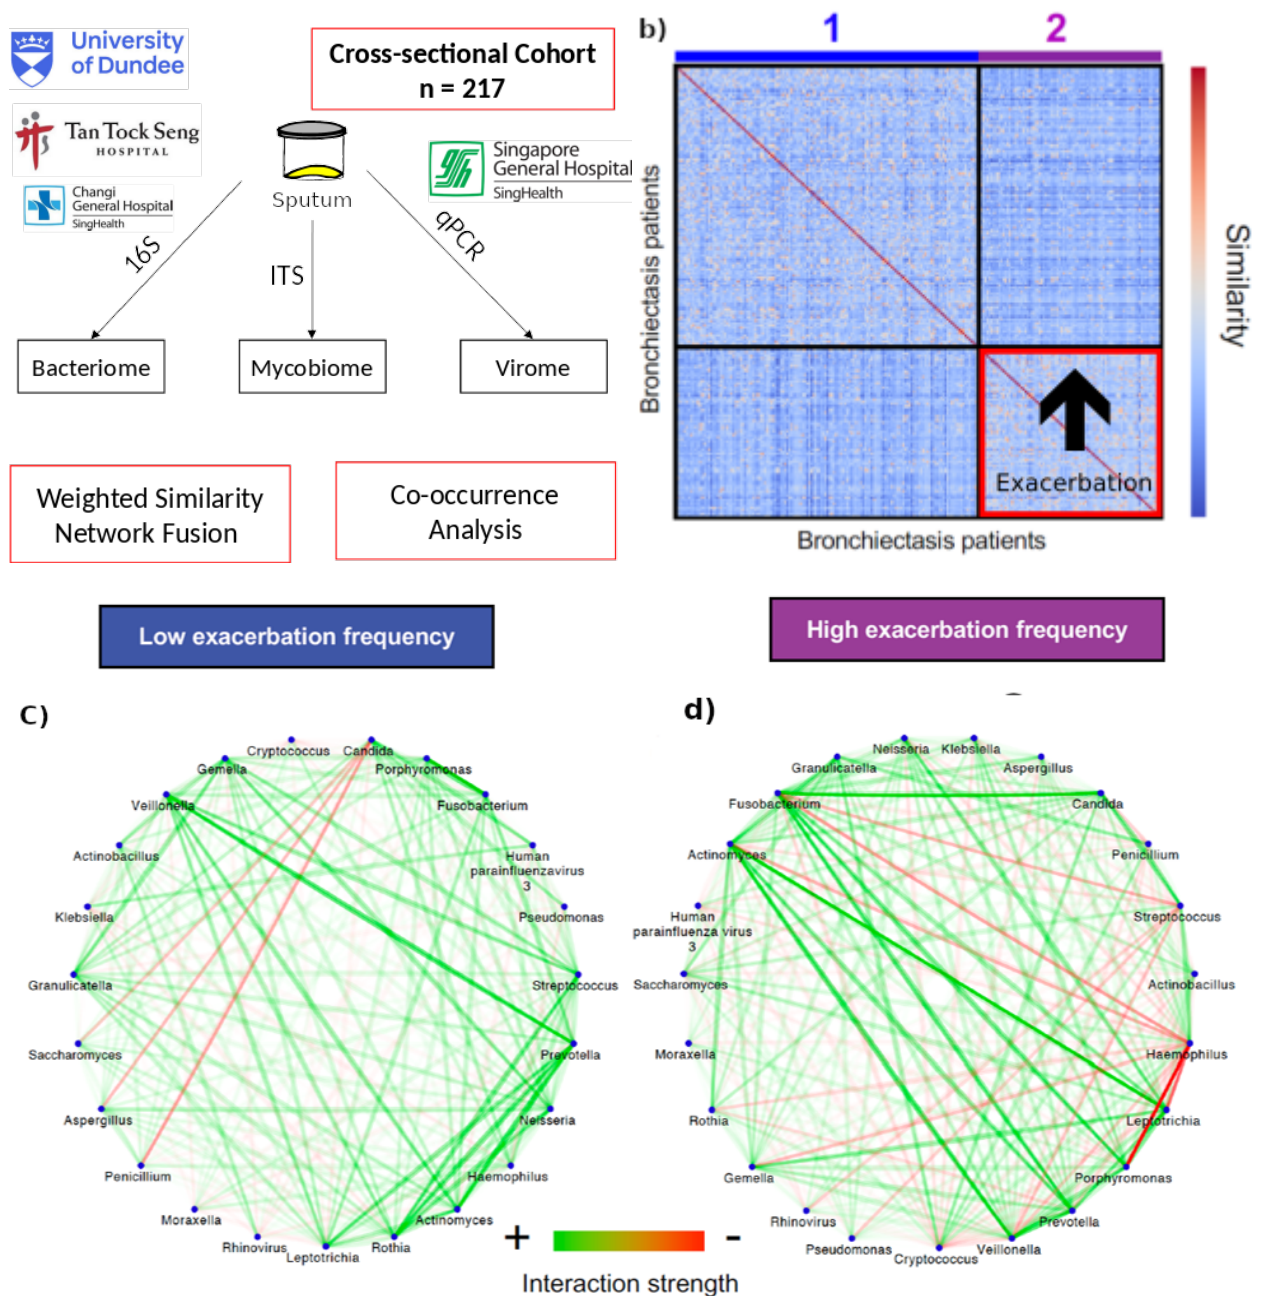 University
of Dundee
Cross-sectional Cohort
n = 217
Tan Tock Seng
HOSPITAL
Changi
General Hospital
SingHealth
Sputum
Singapore
General Hospital
SingHealth
16S
ITS
qPCR
Bacteriome
Mycobiome
Virome
Weighted Similarity
Network Fusion
Co-occurrence
Analysis
b)
1
2
Bronchiectasis patients
Exacerbation
Bronchiectasis patients
Similarity
Low exacerbation frequency
High exacerbation frequency
C)
Cryptococcus
Candida
Gemella
Porphyromonas
Veillonella
Fusobacterium
Actinobacillus
Human
parainfluenzavirus
3
Klebsiella
Pseudomonas
Granulicatella
Streptococcus
Saccharomyces
Prevotella
Aspergillus
Neisseria
Penicillium
Haemophilus
Moraxella
Actinomyces
Rhinovirus
Leptotrichia
Rothia
d)
Neisseria
Klebsiella
Granulicatella
Aspergillus
Fusobacterium
Candida
Actinomyces
Penicillium
Human
parainfluenza virus
3
Streptococcus
Saccharomyces
Actinobacillus
Moraxella
Haemophilus
Rothia
Leptotrichia
Gemella
Porphyromonas
Rhinovirus
Prevotella
Pseudomonas
Cryptococcus
Veillonella
+
-
Interaction strength